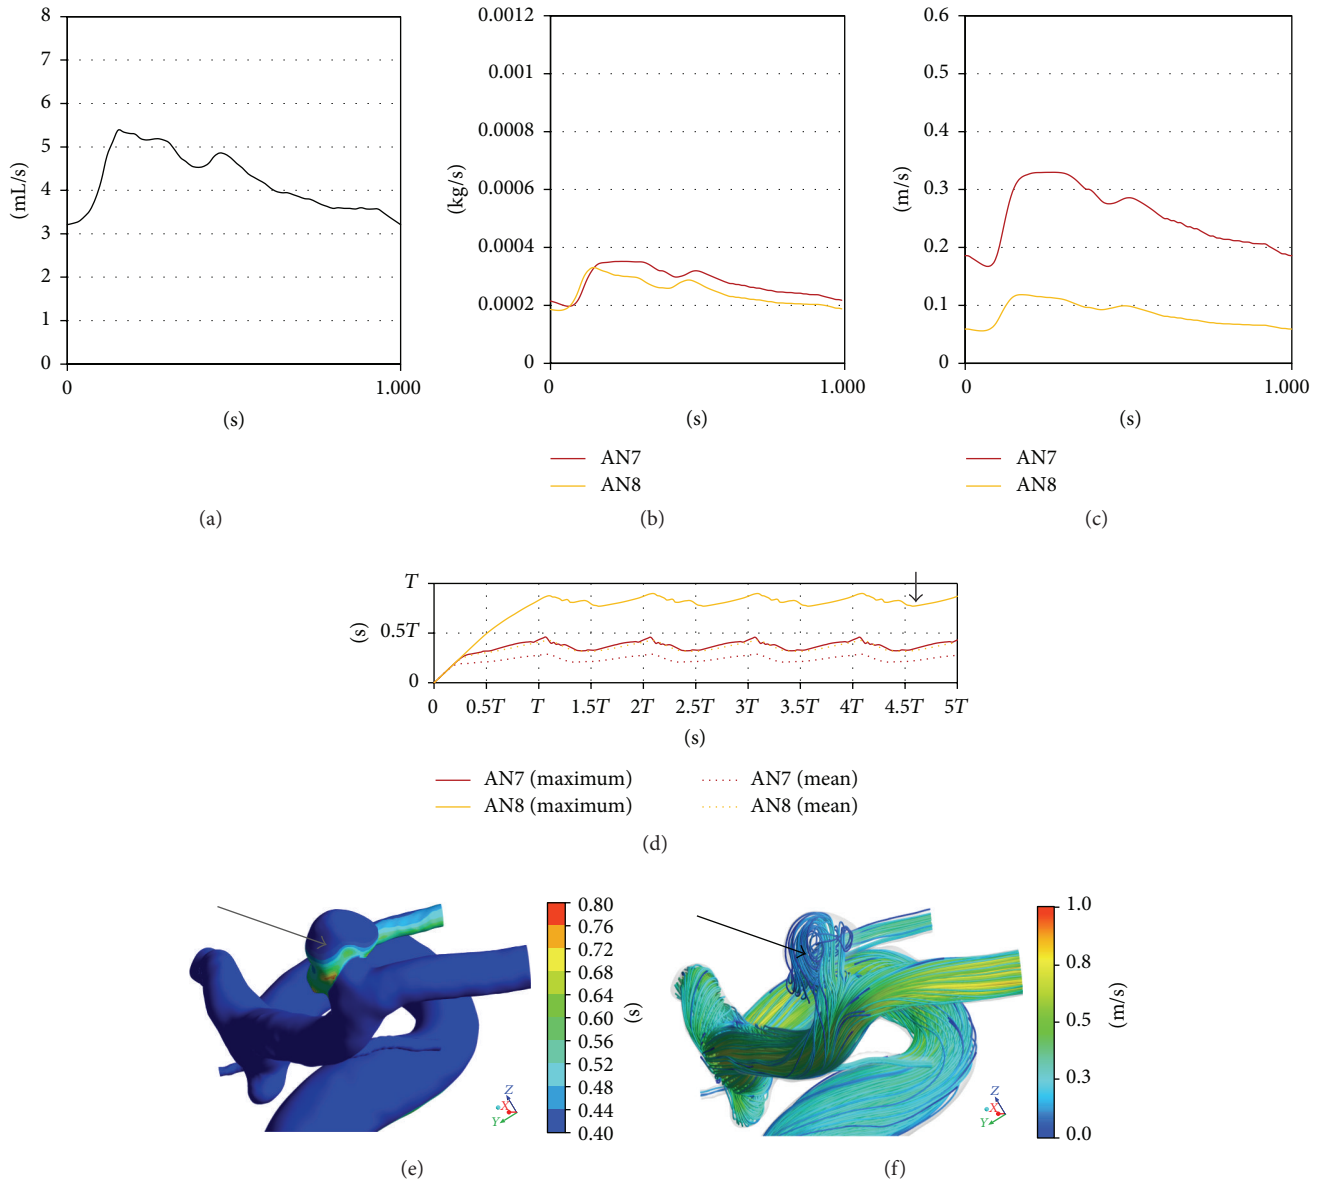 8
7
6
5
4
3
2
1
0
(mL/s)
0 1.000
(s)
(a)
0.0012
0.001
0.0008
0.0006
0.0004
0.0002
0
(kg/s)
0 1.000
(s)
AN7
AN8
(b)
0.6
0.5
0.4
0.3
0.2
0.1
0
(m/s)
0 1.000
(s)
AN7
AN8
(c)
T
0.5T
0
(s)
0 0.5T T 1.5T 2T 2.5T 3T 3.5T 4T 4.5T 5T
(s)
AN7 (maximum) AN7 (mean)
AN8 (maximum) AN8 (mean)
(d)
0.80
0.76
0.72
0.68
0.64
0.60
0.56
0.52
0.48
0.44
0.40
(s)
Z
X
Y
(e)
1.0
0.8
0.5
0.3
0.0
(m/s)
Z
X
Y
(f)